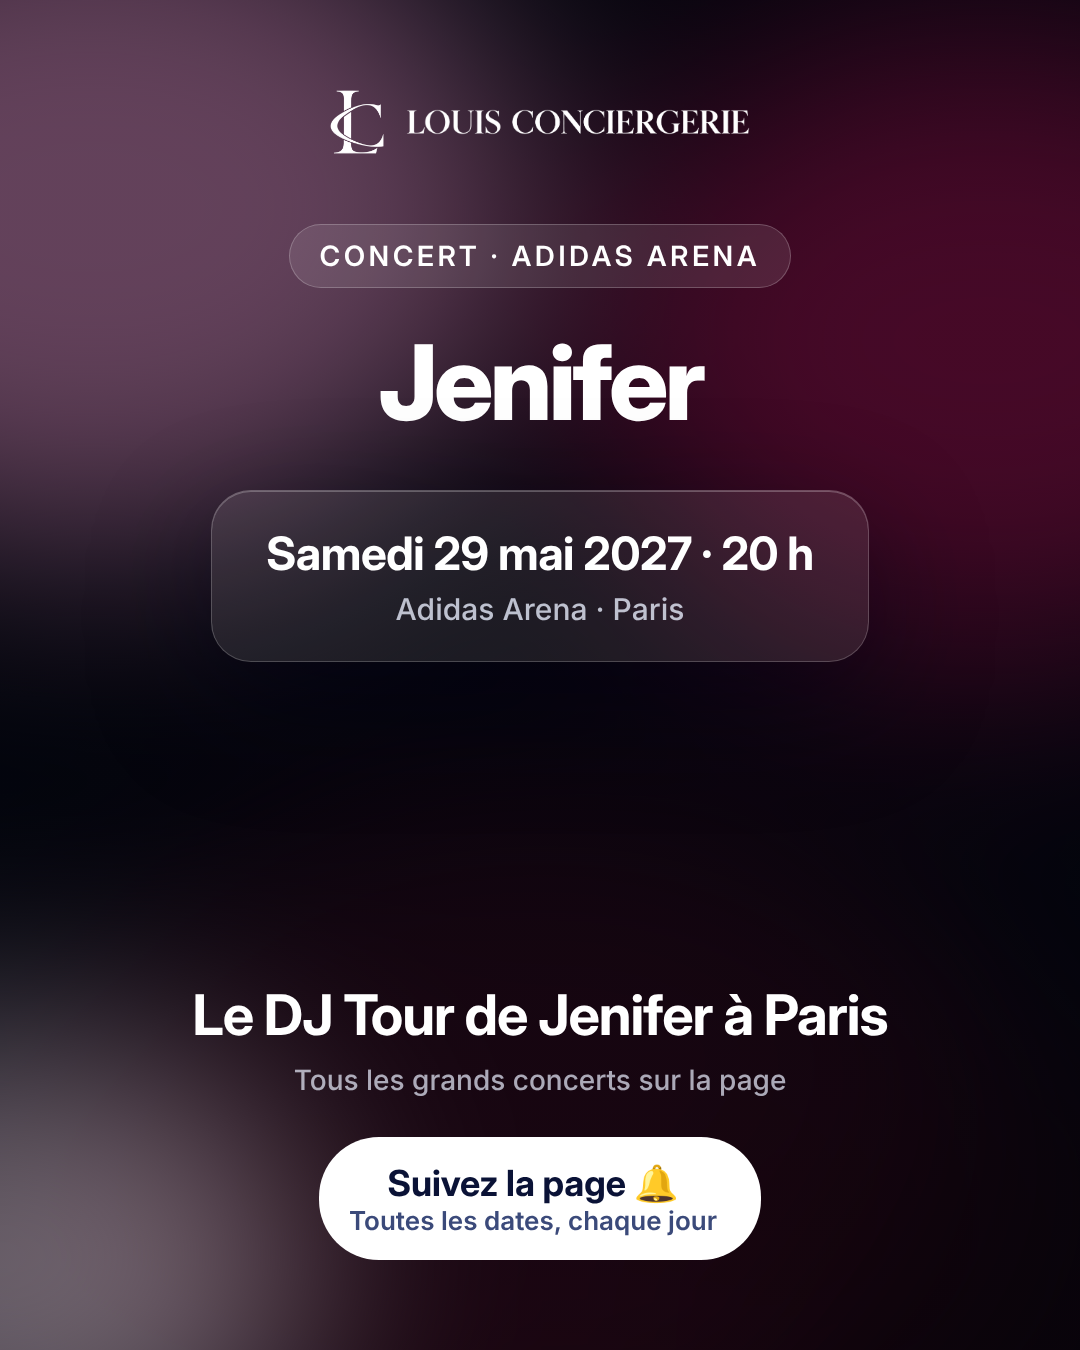 LC LOUIS CONCIERGERIE
CONCERT · ADIDAS ARENA
Jenifer
Samedi 29 mai 2027 · 20 h
Adidas Arena · Paris
Le DJ Tour de Jenifer à Paris
Tous les grands concerts sur la page
Suivez la page 🔔
Toutes les dates, chaque jour